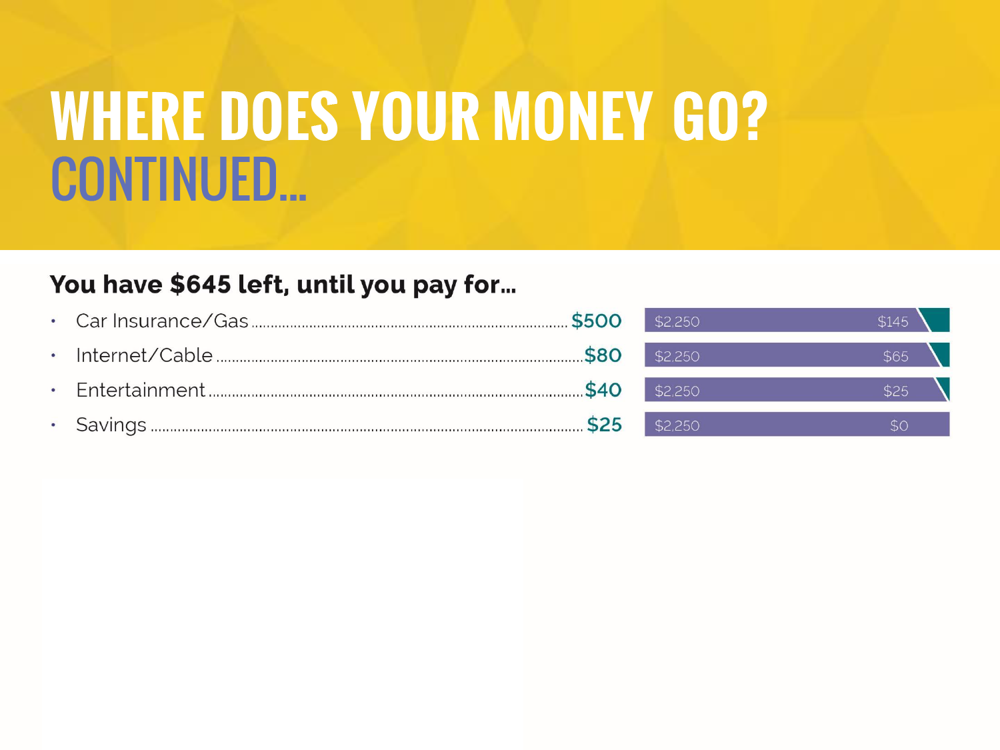 WHERE DOES YOUR MONEY GO?
CONTINUED...
You have $645 left, until you pay for...
• Car Insurance/Gas ........ $500 $2,250 $145
• Internet/Cable ........ $80 $2,250 $65
• Entertainment ........ $40 $2,250 $25
• Savings ........ $25 $2,250 $0